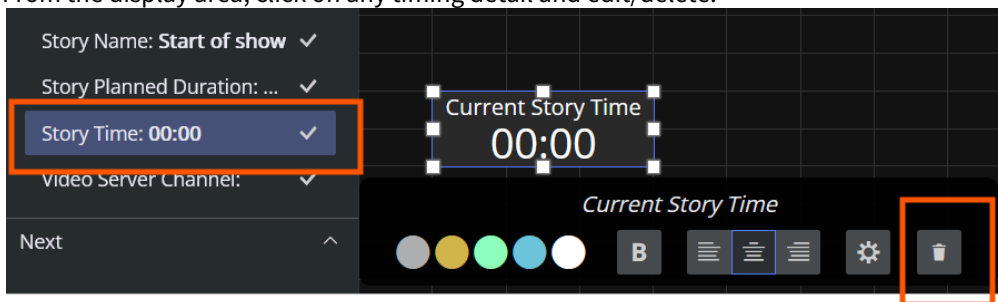 From the display area, click on any timing detail and edit/delete.
Story Name: Start of show
Story Planned Duration: ...
Story Time: 00:00
Video Server Channel:
Next
Current Story Time
00:00
Current Story Time
B